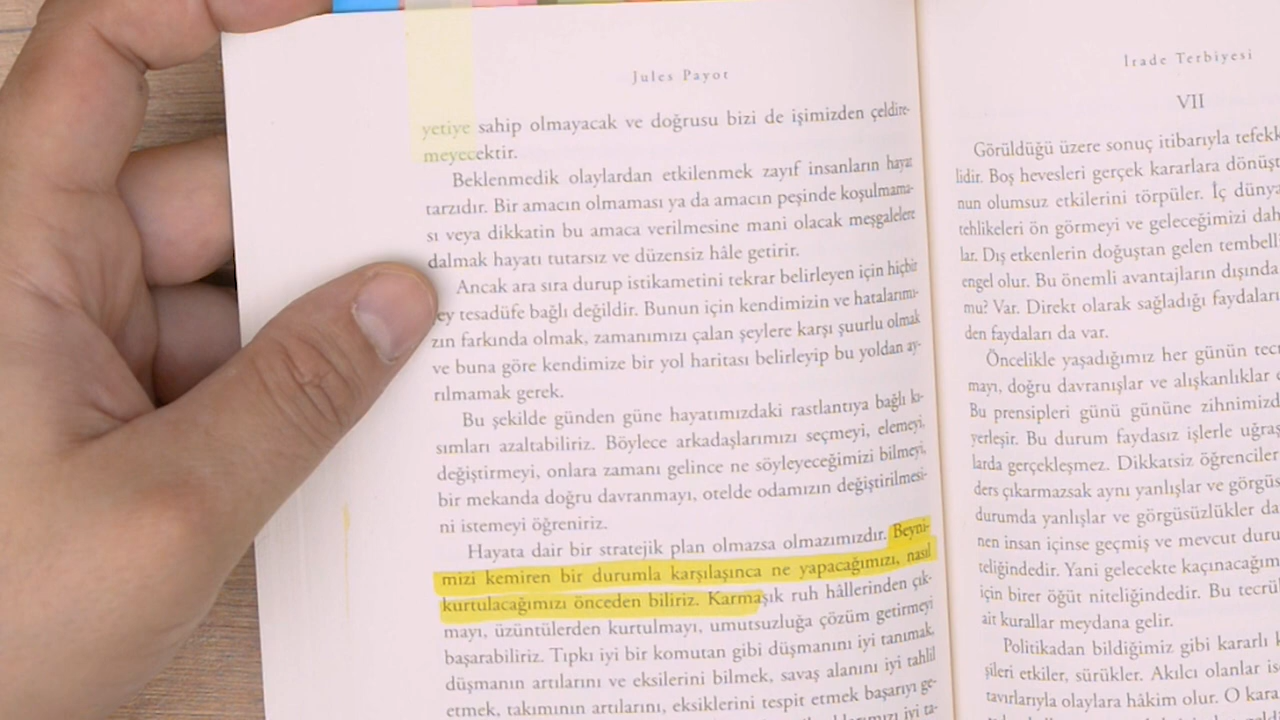 Jules Payot
yetiye sahip olmayacak ve doğrusu bizi de işimizden çeldire-
meyecektir.
Beklenmedik olaylardan etkilenmek zayıf insanların hayat
tarzıdır. Bir amacın olmaması ya da amacın peşinde koşulmama-
sı veya dikkatin bu amaca verilmesine mani olacak meşgalelere
dalmak hayatı tutarsız ve düzensiz hâle getirir.
Ancak ara sıra durup istikametini tekrar belirleyen için hiçbir
ey tesadüfe bağlı değildir. Bunun için kendimizin ve hatalarımı-
zın farkında olmak, zamanımızı çalan şeylere karşı şuurlu olmak
ve buna göre kendimize bir yol haritası belirleyip bu yoldan ay-
rılmamak gerek.
Bu şekilde günden güne hayatımızdaki rastlantıya bağlı kı-
sımları azaltabiliriz. Böylece arkadaşlarımızı seçmeyi, elemeyi,
değiştirmeyi, onlara zamanı gelince ne söyleyeceğimizi bilmeyi,
bir mekanda doğru davranmayı, otelde odamızın değiştirilmesi-
ni istemeyi öğreniriz.
Hayata dair bir stratejik plan olmazsa olmazımızdır. Beyni-
mizi kemiren bir durumla karşılaşınca ne yapacağımızı, nasıl
kurtulacağımızı önceden biliriz. Karmaşık ruh hâllerinden çık-
mayı, üzüntülerden kurtulmayı, umutsuzluğa çözüm getirmeyi
başarabiliriz. Tıpkı iyi bir komutan gibi düşmanını iyi tanımak,
düşmanın artılarını ve eksilerini bilmek, savaş alanını iyi tahlil
etmek, takımının artılarını, eksiklerini tespit etmek başarıyı ge-
iyi ta-
İrade Terbiyesi
VII
Görüldüğü üzere sonuç itibarıyla tefekk
lidir. Boş hevesleri gerçek kararlara dönüşt
nun olumsuz etkilerini törpüler. İç dünya
tehlikeleri ön görmeyi ve geleceğimizi dah
lar. Dış etkenlerin doğuştan gelen tembell
engel olur. Bu önemli avantajların dışında
mu? Var. Direkt olarak sağladığı faydaları
den faydaları da var.
Öncelikle yaşadığımız her günün tecr
mayı, doğru davranışlar ve alışkanlıklar
Bu prensipleri günü gününe zihnimizd
yerleşir. Bu durum faydasız işlerle uğraş
larda gerçekleşmez. Dikkatsiz öğrenciler
ders çıkarmazsak aynı yanlışlar ve görgüs
durumda yanlışlar ve görgüsüzlükler da
nen insan içinse geçmiş ve mevcut duru
teliğindedir. Yani gelecekte kaçınacağım
için birer öğüt niteliğindedir. Bu tecrü
ait kurallar meydana gelir.
Politikadan bildiğimiz gibi kararlı k
şileri etkiler, sürükler. Akılcı olanlar is
tavırlarıyla olaylara hâkim olur. O kara